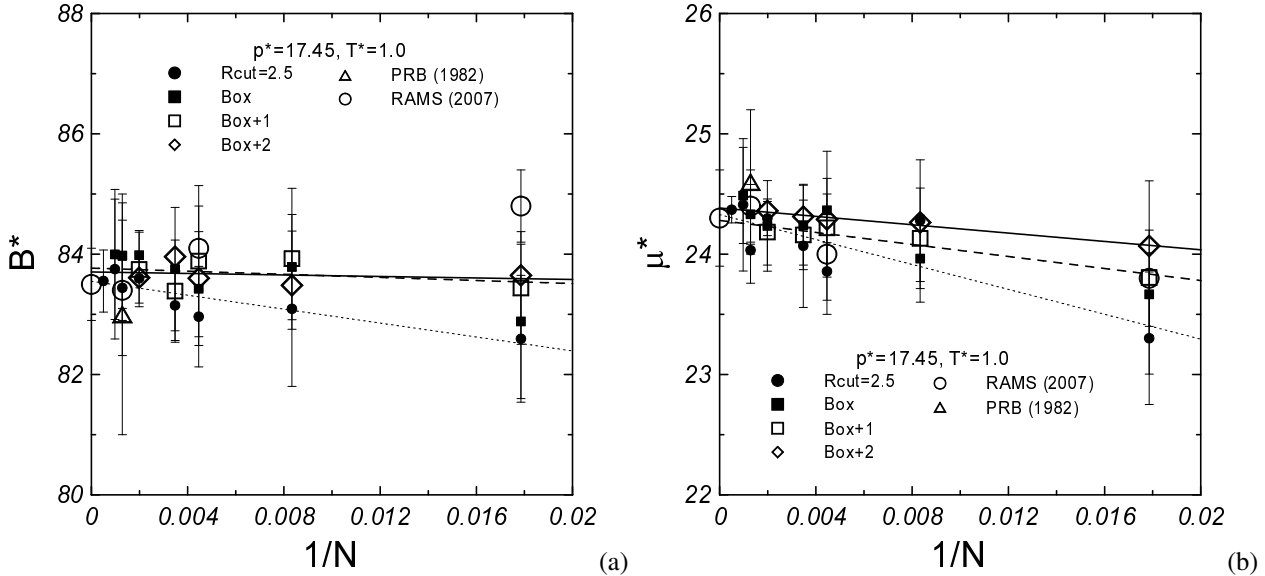 88
86
84
82
80
B*
p*=17.45, T*=1.0
Rcut=2.5
Box
Box+1
Box+2
PRB (1982)
RAMS (2007)
0 0.004 0.008 0.012 0.016 0.02
1/N
(a)
26
25
24
23
22
μ*
p*=17.45, T*=1.0
Rcut=2.5
Box
Box+1
Box+2
RAMS (2007)
PRB (1982)
0 0.004 0.008 0.012 0.016 0.02
1/N
(b)